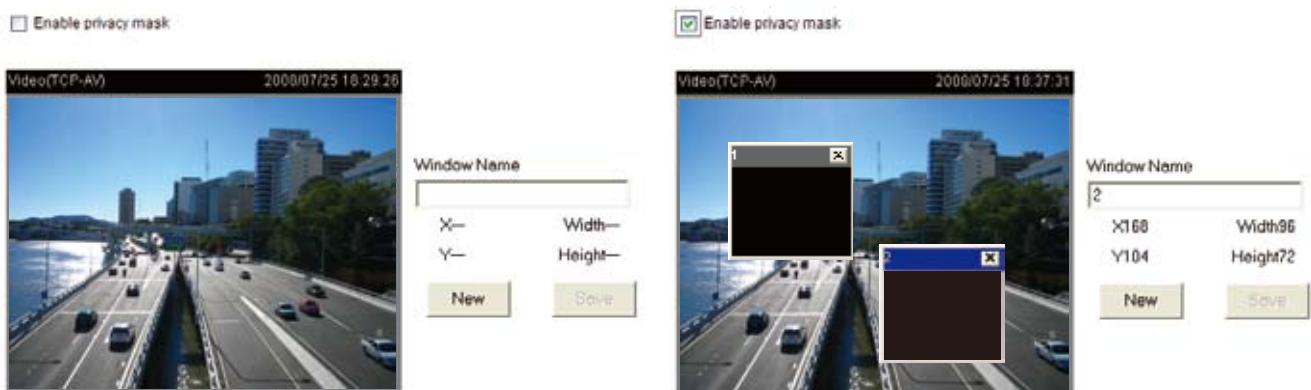 Enable privacy mask
Video(TCP-AV) 2008/07/25 18:29:26
Window Name
X— Width—
Y— Height—
New Save
Enable privacy mask
Video(TCP-AV) 2008/07/25 18:37:31
1
2
Window Name
2
X168 Width96
Y104 Height72
New Save